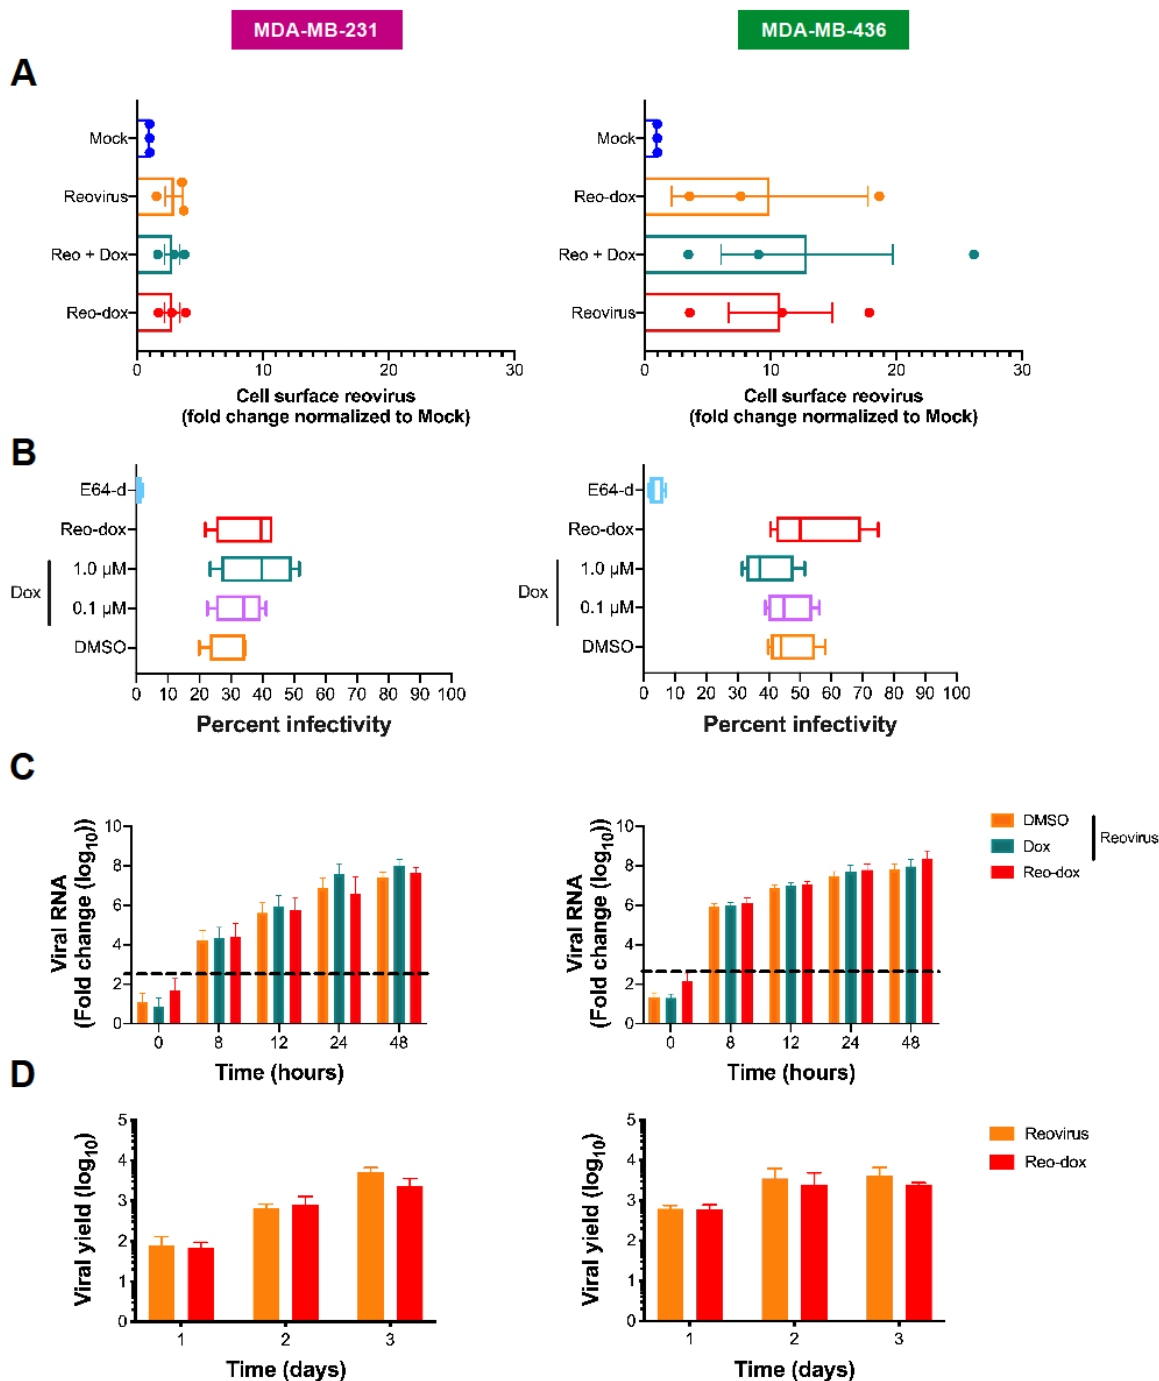 MDA-MB-231
MDA-MB-436
A
Mock
Reovirus
Reo + Dox
Reo-dox
0 10 20 30
Cell surface reovirus
(fold change normalized to Mock)
Mock
Reo-dox
Reo + Dox
Reovirus
0 10 20 30
Cell surface reovirus
(fold change normalized to Mock)
B
E64-d
Reo-dox
Dox
1.0 µM
0.1 µM
DMSO
0 10 20 30 40 50 60 70 80 90 100
Percent infectivity
E64-d
Reo-dox
Dox
1.0 µM
0.1 µM
DMSO
0 10 20 30 40 50 60 70 80 90 100
Percent infectivity
C
Viral RNA
(Fold change (log10))
10
8
6
4
2
0
0 8 12 24 48
Time (hours)
Viral RNA
(Fold change (log10))
10
8
6
4
2
0
0 8 12 24 48
Time (hours)
DMSO
Dox
Reo-dox
Reovirus
D
Viral yield (log10)
5
4
3
2
1
0
1 2 3
Time (days)
Viral yield (log10)
5
4
3
2
1
0
1 2 3
Time (days)
Reovirus
Reo-dox